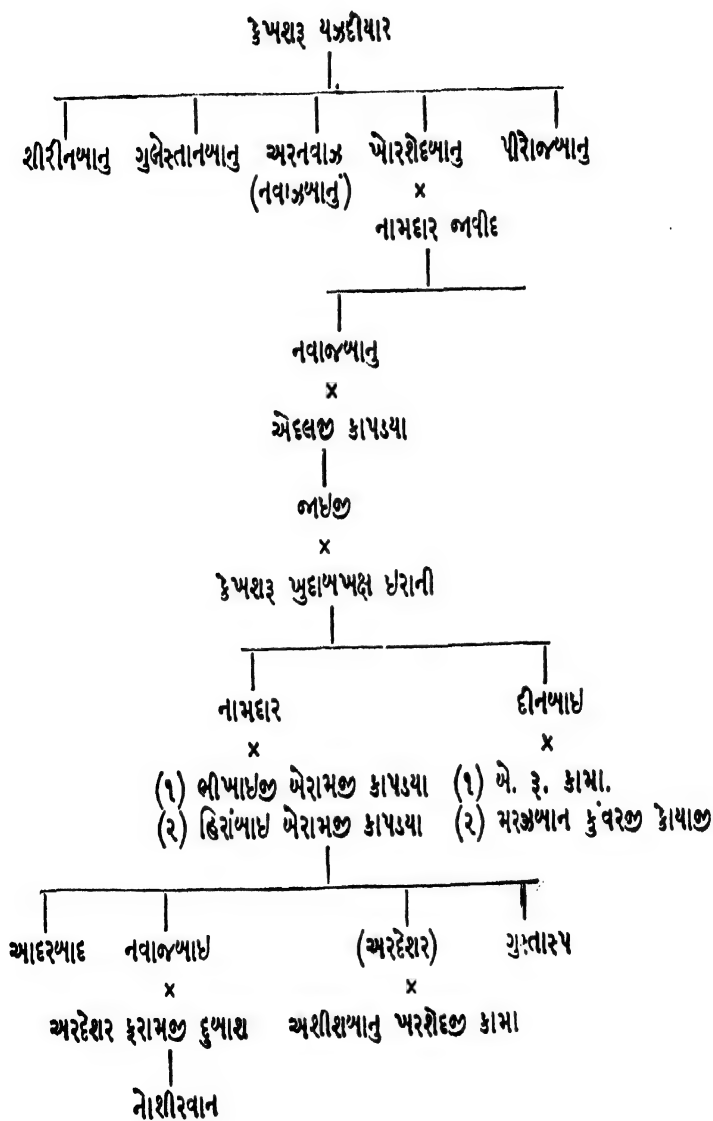 કેખશરૂ યઝદીયાર
શીરીનબાનુ ગુલેસ્તાનબાનુ અરનવાઝ ખોરશેદબાનુ પીરોજબાનુ
(નવાઝબાનું) ×
નામદાર જાવીદ
નવાજબાનુ
×
એદલજી કાપડયા
જાઇજી
×
કેખશરૂ ખુદાબખક્ષ ઇરાની
નામદાર દીનબાઇ
× ×
(૧) ભીખાઇજી બેરામજી કાપડયા (૧) બે. રૂ. કામા.
(૨) હિરાંબાઇ બેરામજી કાપડયા (૨) મરઝબાન કુંવરજી કોયાજી
આદરબાદ નવાજબાઇ (અરદેશર) ગુસ્તાસ્પ
× ×
અરદેશર ફરામજી દુબાશ અશીશબાનુ ખરશેદજી કામા
નોશીરવાન